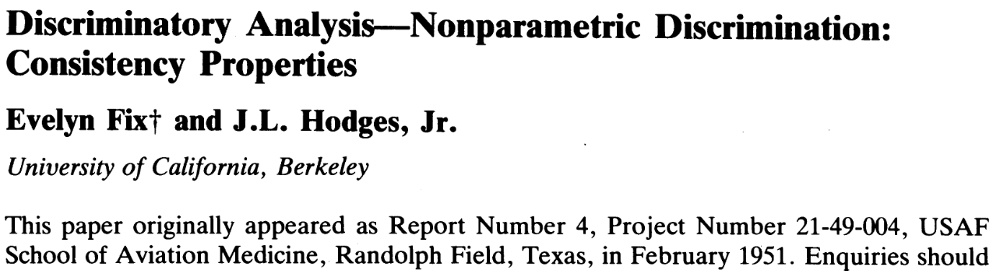 Discriminatory Analysis—Nonparametric Discrimination:
Consistency Properties
Evelyn Fix† and J.L. Hodges, Jr.
University of California, Berkeley
This paper originally appeared as Report Number 4, Project Number 21-49-004, USAF
School of Aviation Medicine, Randolph Field, Texas, in February 1951. Enquiries should